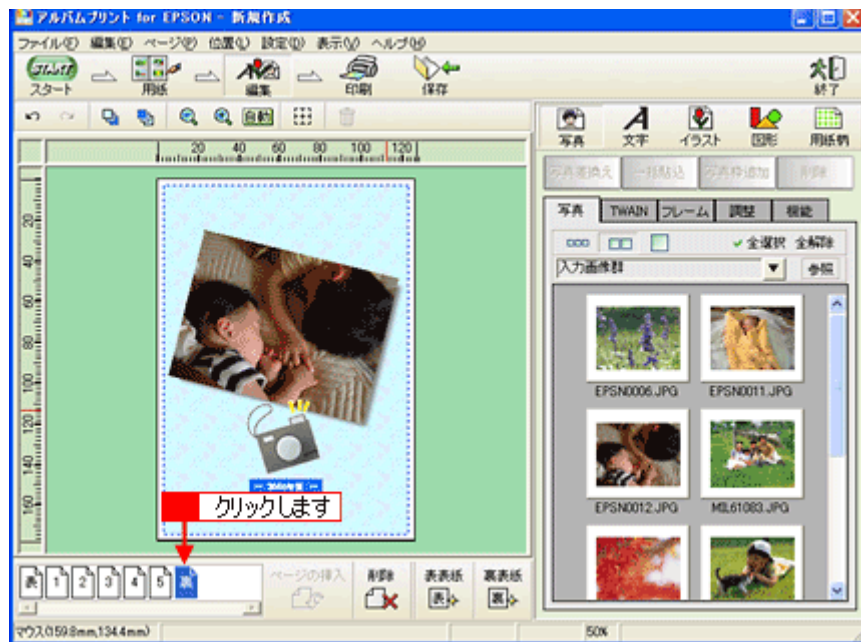 アルバムプリント for EPSON - 新規作成
ファイル(F) 編集(E) ページ(P) 位置(L) 設定(O) 表示(V) ヘルプ(H)
スタート 用紙 編集 印刷 保存 終了
自動
写真 文字 イラスト 図形 用紙柄
20 40 60 80 100 120
写真差換え 一括貼込 写真枠追加 削除
写真 TWAIN フレーム 調整 機能
全選択 全解除
入力画像群 参照
20
40
60
80
100
120
140
160
EPSN0006.JPG EPSN0011.JPG
EPSN0012.JPG MIL61083.JPG
クリックします
表 1 2 3 4 5 裏
ページの挿入 削除 表表紙 裏表紙
表 裏
マウス(159.8mm,134.4mm) 50%